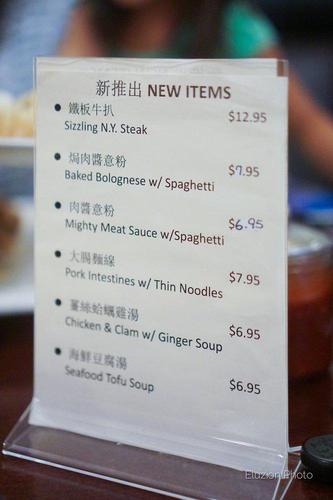 新推出 NEW ITEMS
鐵板牛扒 $12.95
Sizzling N.Y. Steak
焗肉醬意粉 $7.95
Baked Bolognese w/ Spaghetti
肉醬意粉 $6.95
Mighty Meat Sauce w/Spaghetti
大腸麵線 $7.95
Pork Intestines w/ Thin Noodles
薑絲蛤蠣雞湯 $6.95
Chicken & Clam w/ Ginger Soup
海鮮豆腐湯 $6.95
Seafood Tofu Soup
Eluzion Photo